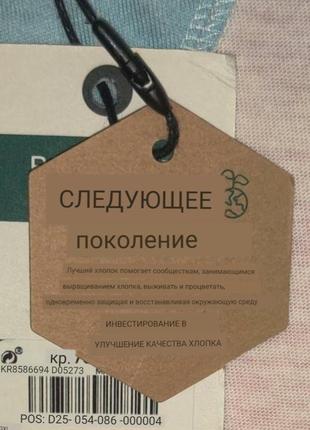 СЛЕДУЮЩЕЕ
поколение
Лучший хлопок помогает сообществам, занимающимся
выращиванием хлопка, выживать и процветать,
одновременно защищая и восстанавливая окружающую среду
ИНВЕСТИРОВАНИЕ В
УЛУЧШЕНИЕ КАЧЕСТВА ХЛОПКА
кр.
KR8586694 D05273
POS: D25- 054-086 -000004